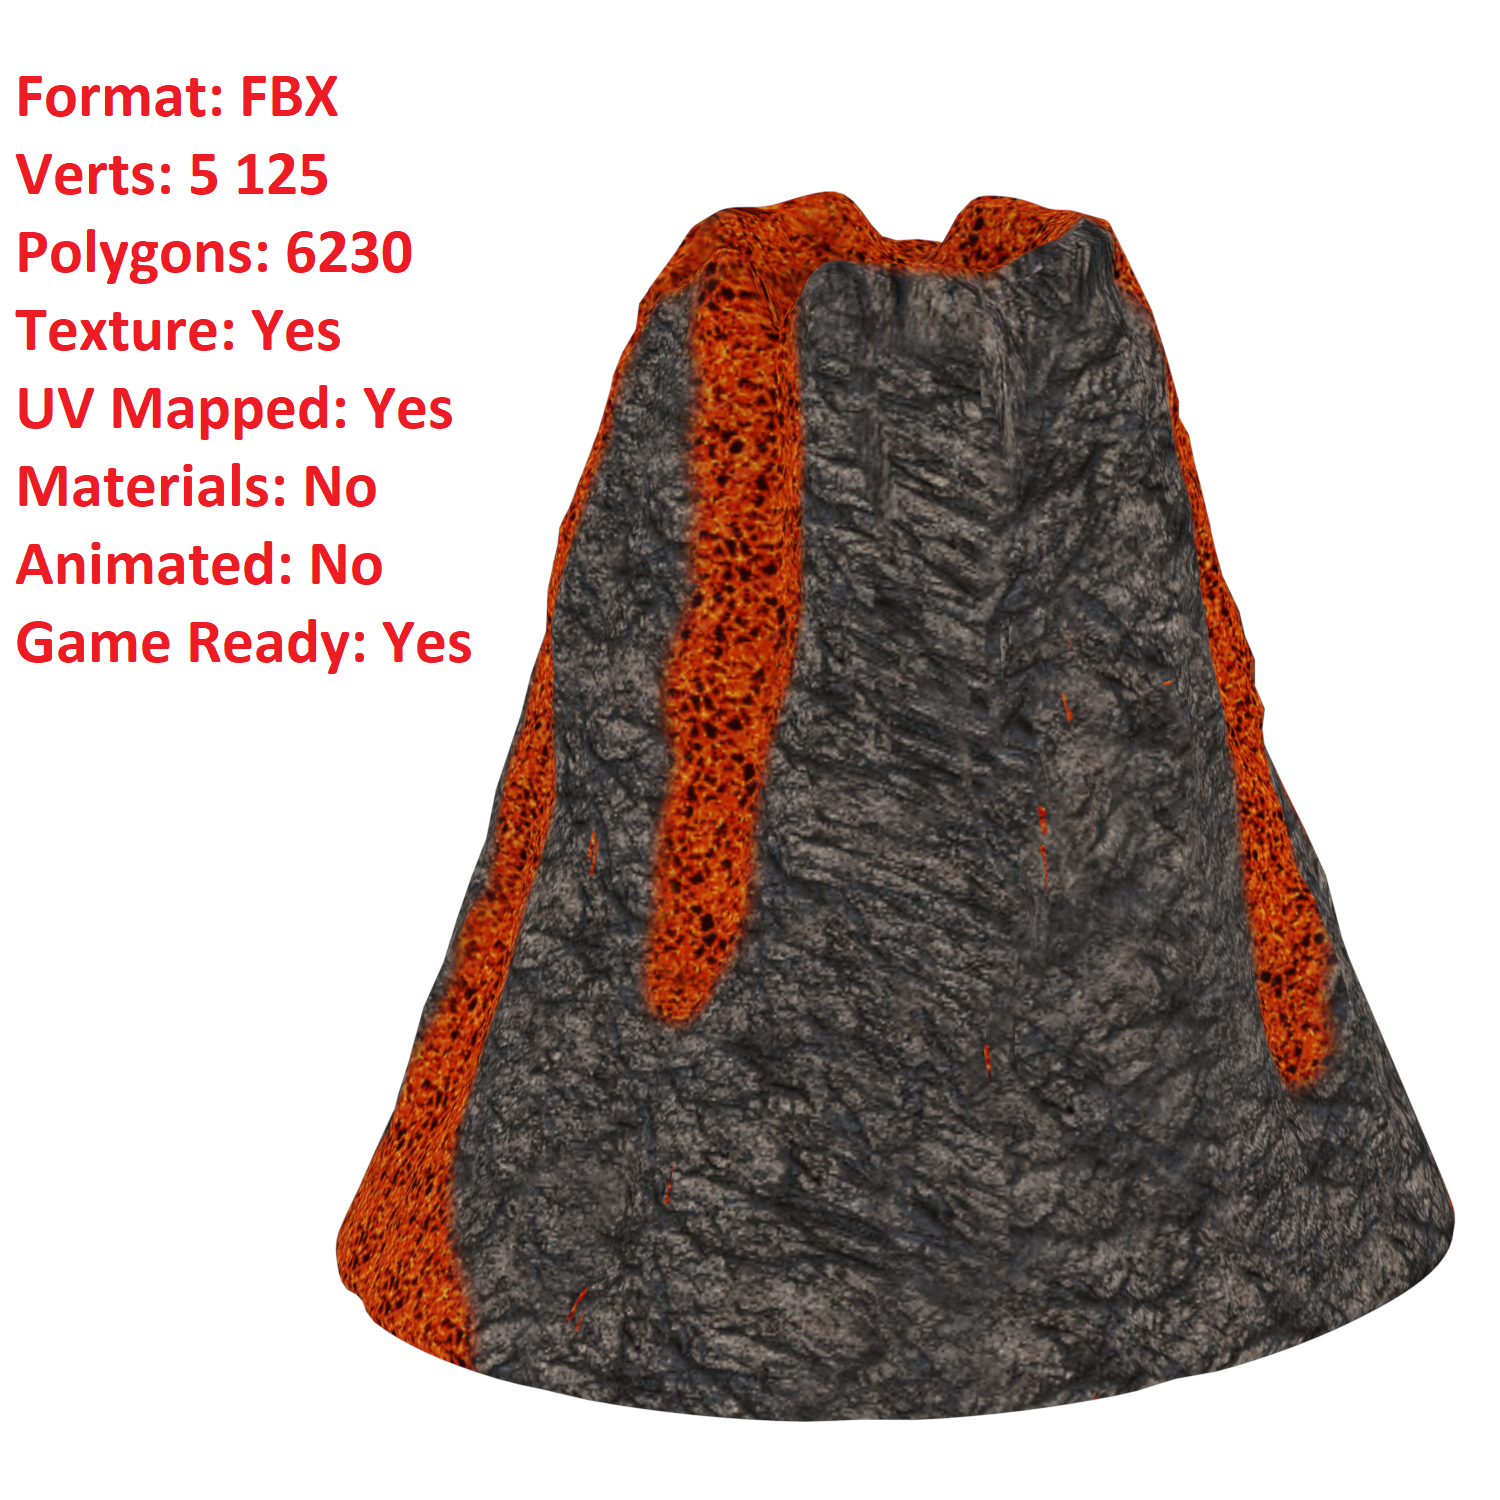 Format: FBX
Verts: 5 125
Polygons: 6230
Texture: Yes
UV Mapped: Yes
Materials: No
Animated: No
Game Ready: Yes